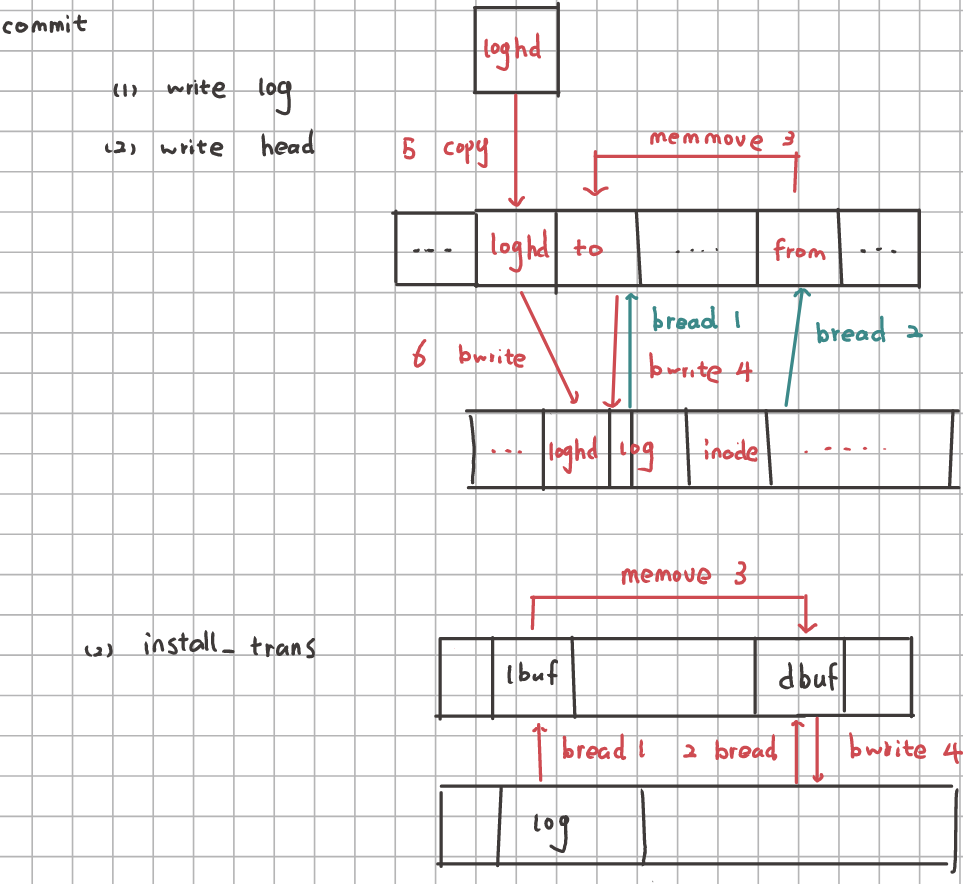 commit
loghd
(1) write log
(2) write head
5 copy
memmove 3
---- loghd to ···· from ---
bread 1
bread 2
6 bwrite
bwrite 4
... loghd log inode ······
memove 3
(2) install_ trans
lbuf dbuf
bread 1 2 bread bwrite 4
log